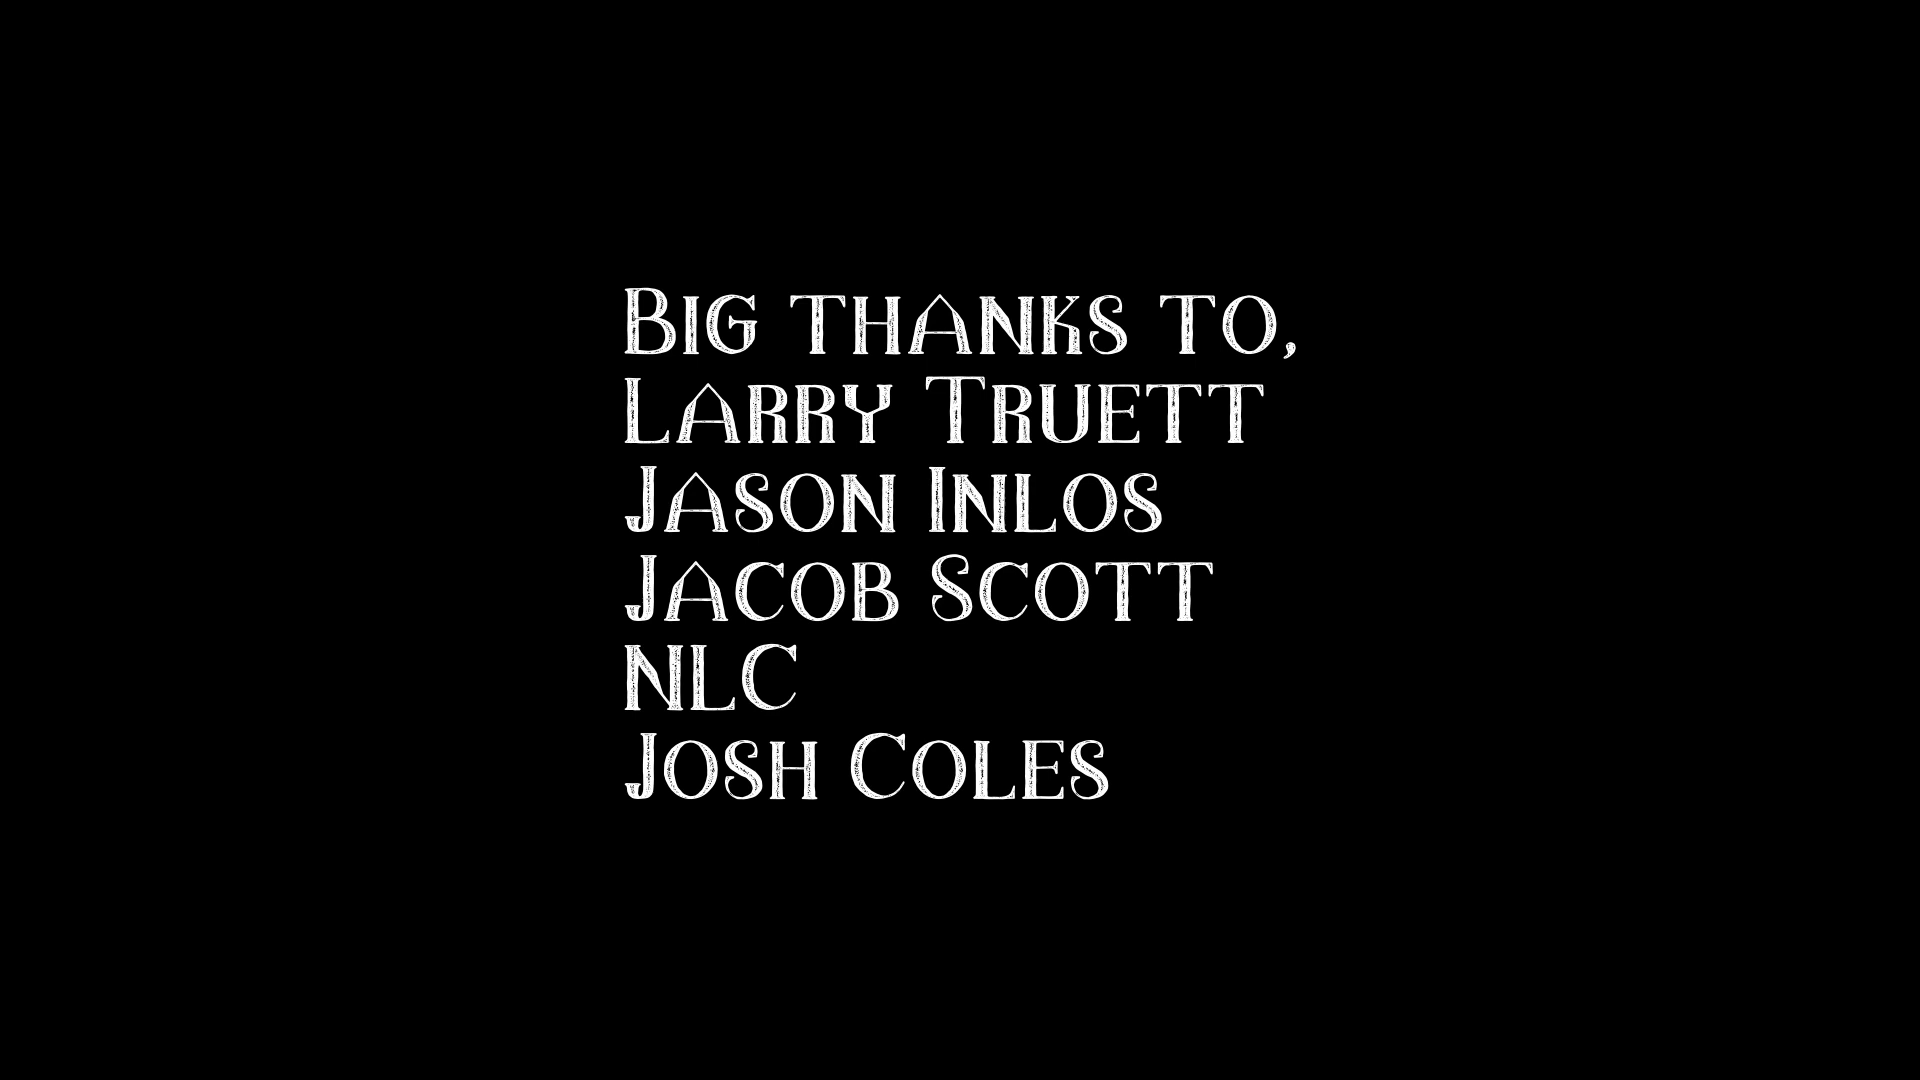 Big thanks to,
Larry Truett
Jason Inlos
Jacob Scott
NLC
Josh Coles